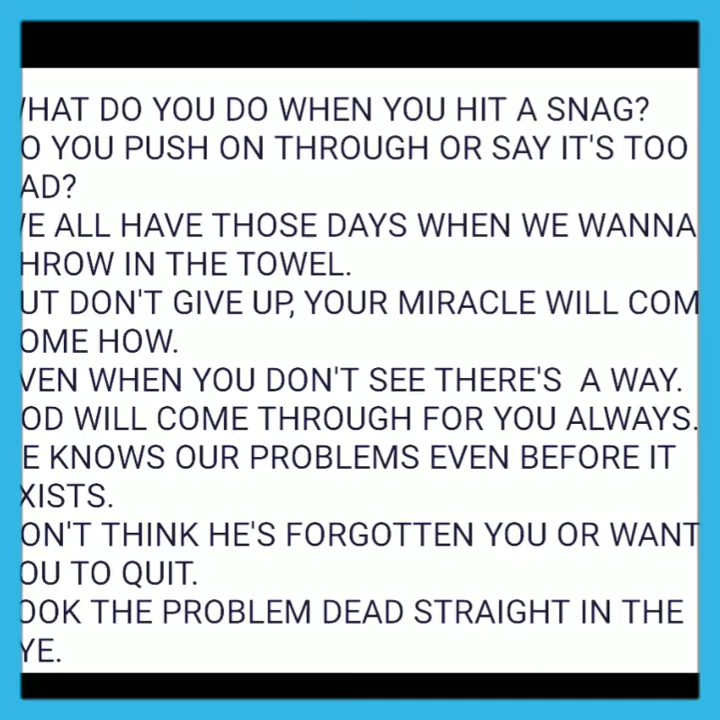 HAT DO YOU DO WHEN YOU HIT A SNAG?
O YOU PUSH ON THROUGH OR SAY IT'S TOO
AD?
E ALL HAVE THOSE DAYS WHEN WE WANNA
HROW IN THE TOWEL.
UT DON'T GIVE UP, YOUR MIRACLE WILL COM
OME HOW.
VEN WHEN YOU DON'T SEE THERE'S  A WAY.
OD WILL COME THROUGH FOR YOU ALWAYS.
E KNOWS OUR PROBLEMS EVEN BEFORE IT
XISTS.
ON'T THINK HE'S FORGOTTEN YOU OR WANT
OU TO QUIT.
OOK THE PROBLEM DEAD STRAIGHT IN THE
YE.